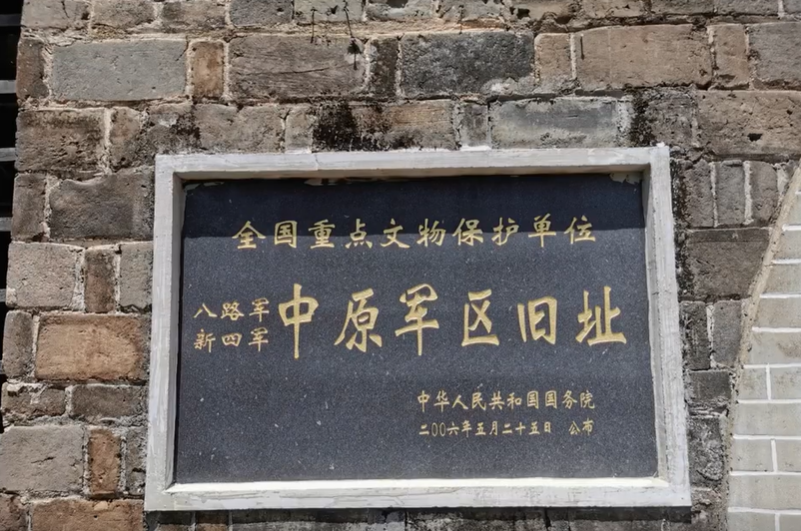 全国重点文物保护单位
八路军
新四军
中原军区旧址
中华人民共和国国务院
二〇〇六年五月二十五日 公布